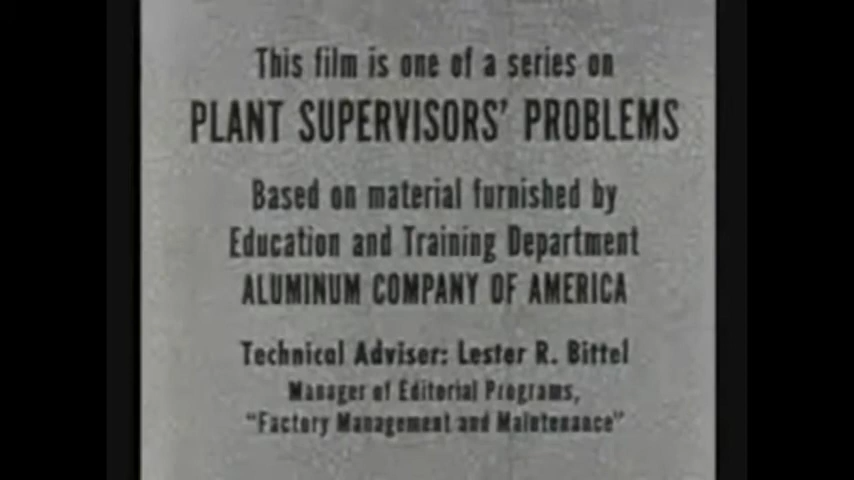 This film is one of a series on
PLANT SUPERVISORS' PROBLEMS
Based on material furnished by
Education and Training Department
ALUMINUM COMPANY OF AMERICA
Technical Adviser: Lester R. Bittel
Manager of Editorial Programs,
"Factory Management and Maintenance"